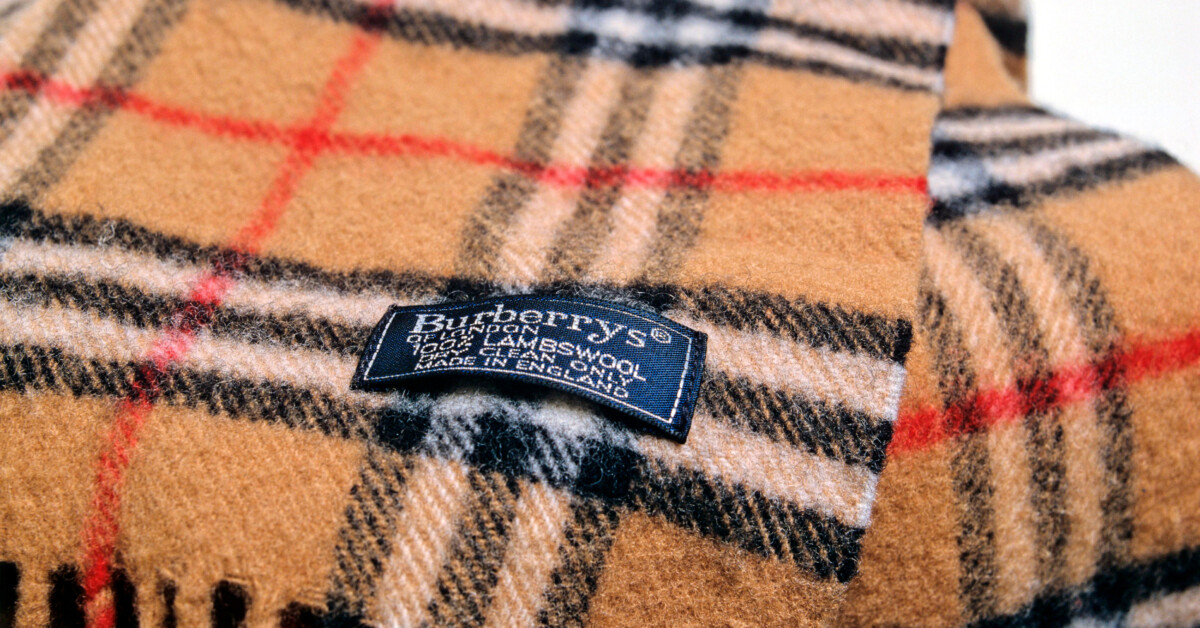 Burberrys®
OF LONDON
100% LAMBSWOOL
DRY CLEAN ONLY
MADE IN ENGLAND